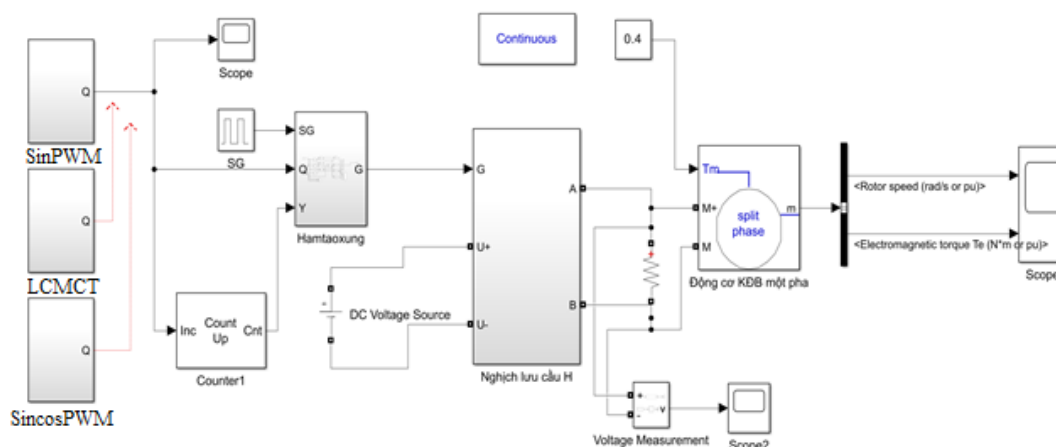 Continuous
0.4
Q
Scope
SinPWM
SG
SG
Q
Y
G
Hamtaoxung
G
U+
U-
A
B
Nghịch lưu cầu H
Tm
M+
M
m
split
phase
Động cơ KĐB một pha
<Rotor speed (rad/s or pu)>
<Electromagnetic torque Te (N*m or pu)>
Scope
Q
LCMCT
DC Voltage Source
+
Inc
Count
Up
Cnt
Counter1
Q
SincosPWM
+
-
v
Voltage Measurement
Scope2